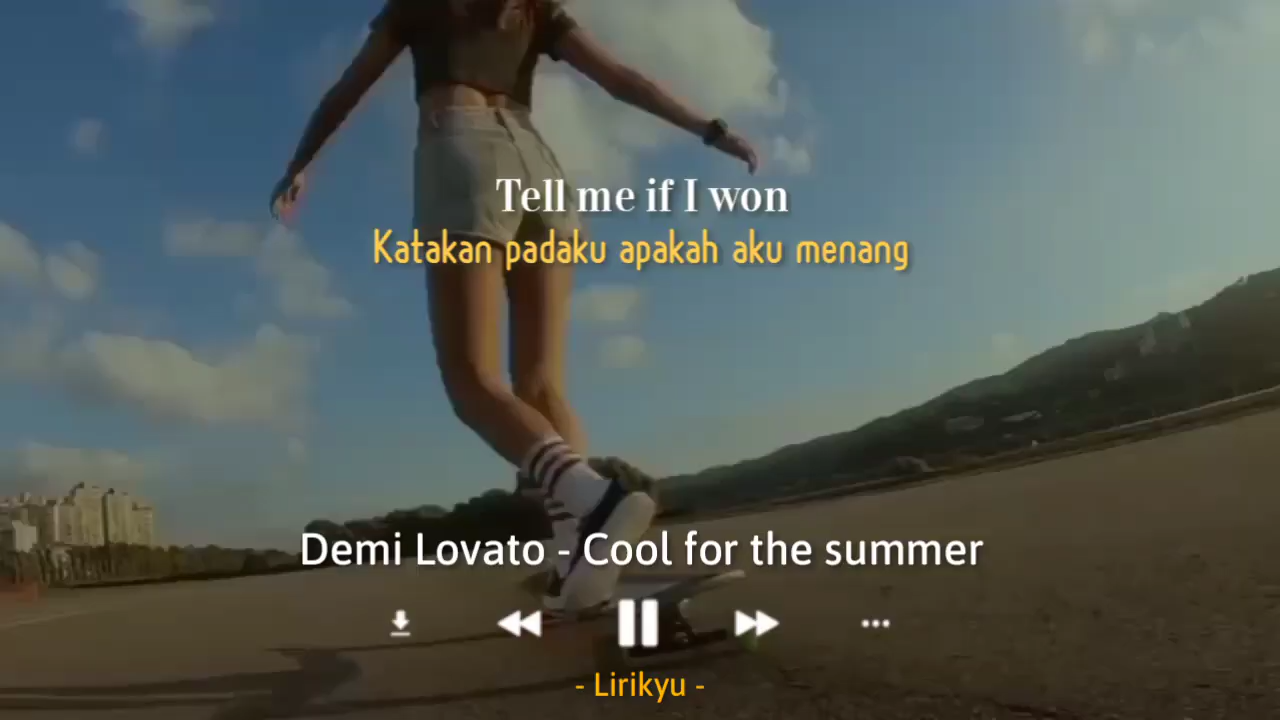 Tell me if I won
Katakan padaku apakah aku menang
Demi Lovato - Cool for the summer
- Lirikyu -